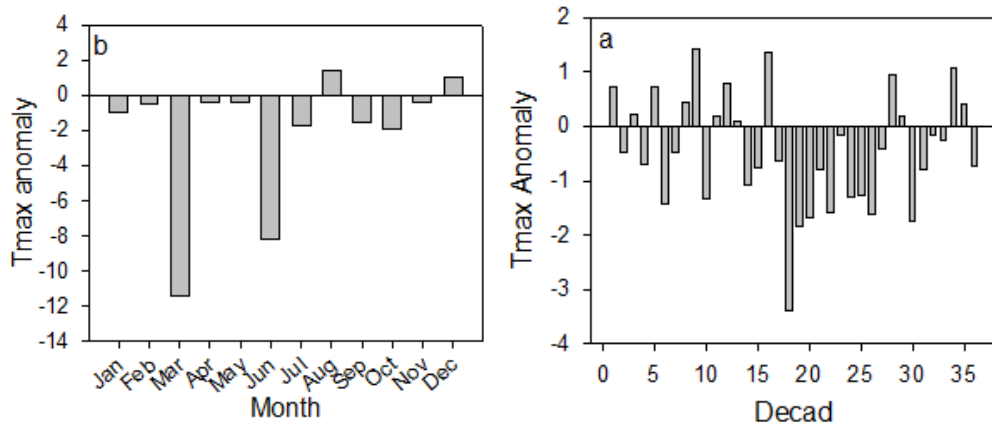 b
Tmax anomaly
4
2
0
-2
-4
-6
-8
-10
-12
-14
Jan Feb Mar Apr May Jun Jul Aug Sep Oct Nov Dec
Month
a
Tmax Anomaly
2
1
0
-1
-2
-3
-4
0 5 10 15 20 25 30 35
Decad